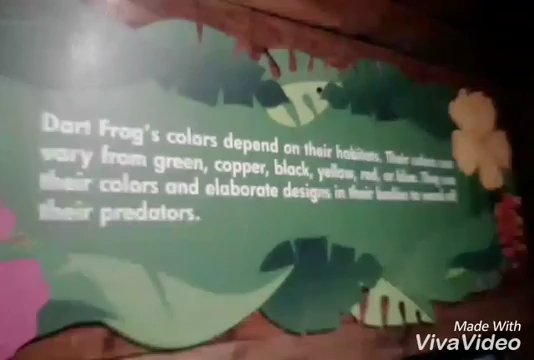 Dart Frog's colors depend on their habitats. Their colors can
vary from green, copper, black, yellow, red, or blue. They use
their colors and elaborate designs in their bodies to ward off
their predators.
Made With
VivaVideo